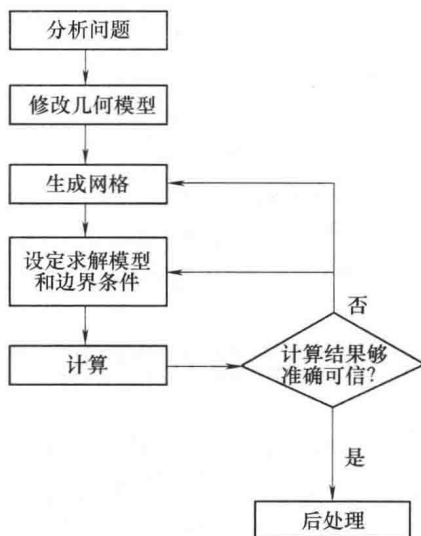 分析问题
修改几何模型
生成网格
设定求解模型
和边界条件
否
计算
计算结果够
准确可信?
是
后处理